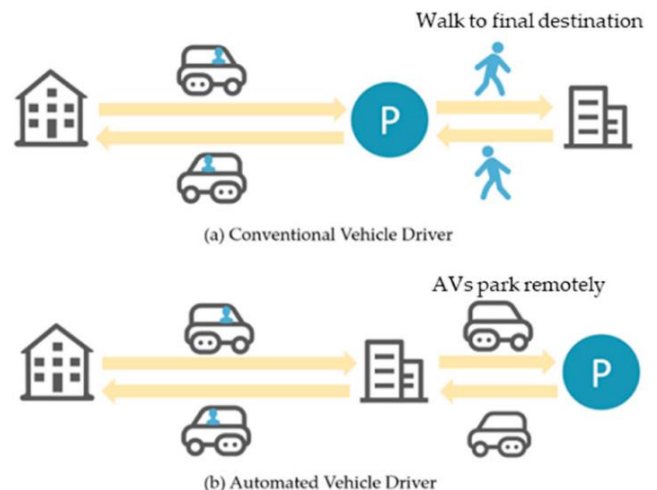 Walk to final destination
P
(a) Conventional Vehicle Driver
AVs park remotely
P
(b) Automated Vehicle Driver